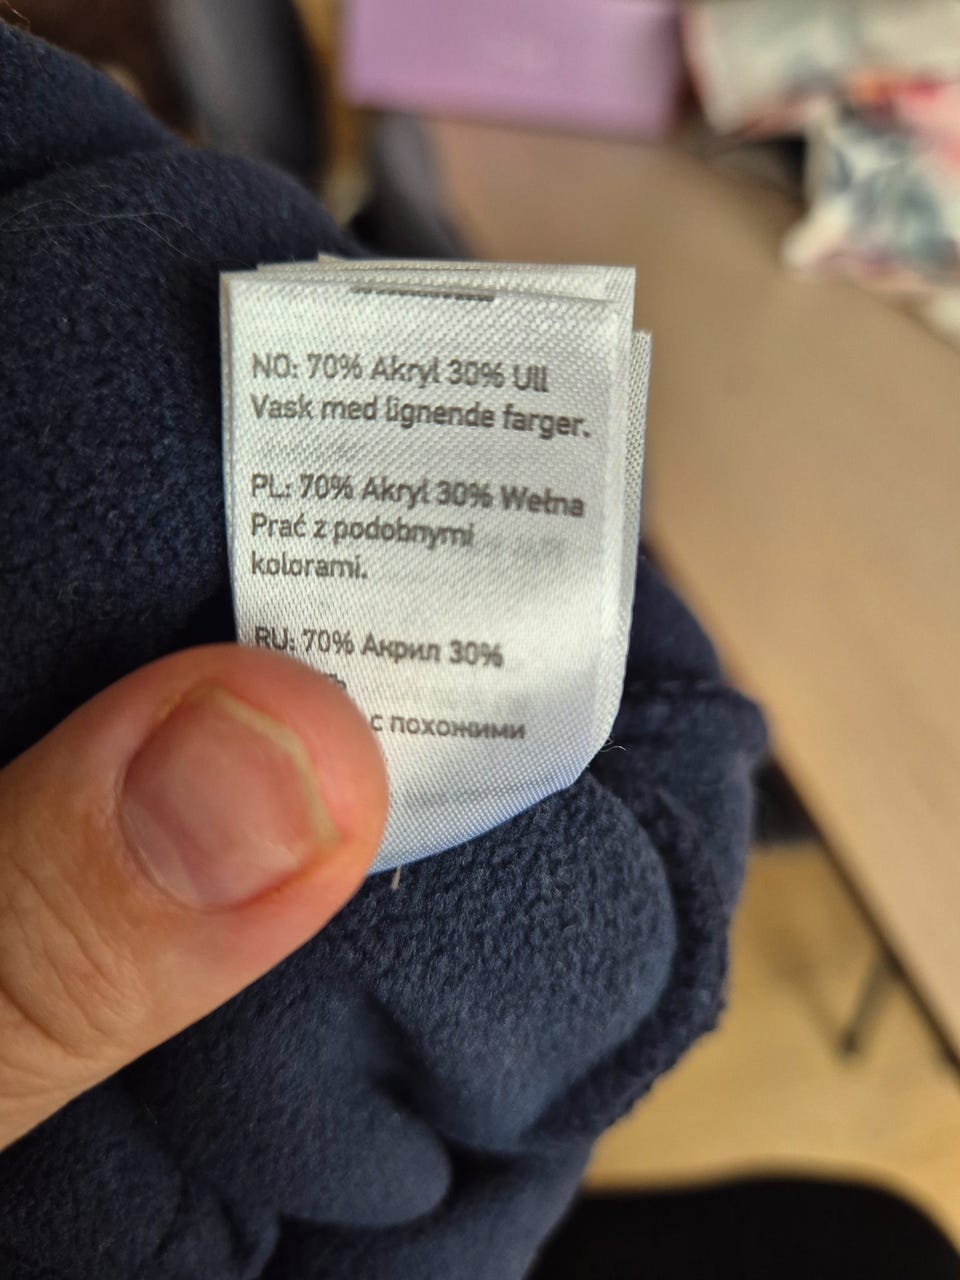 NO: 70% Akryl 30% Ull
Vask med lignende farger.
PL: 70% Akryl 30% Wełna
Prać z podobnymi
kolorami.
RU: 70% Акрил 30%
с похожими